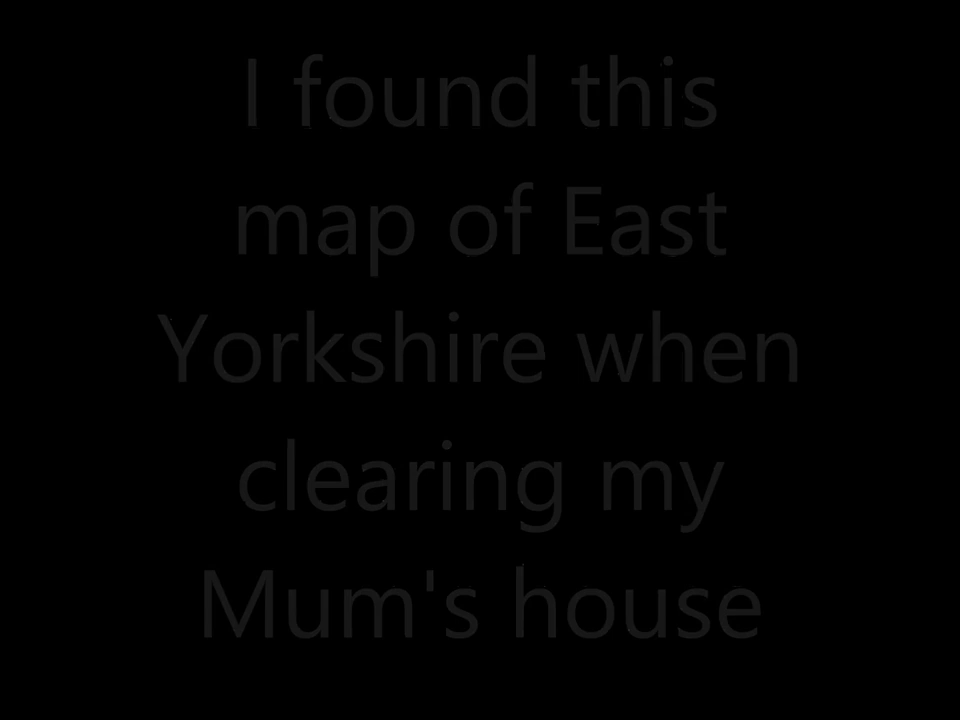 I found this
map of East
Yorkshire when
clearing my
Mum's house